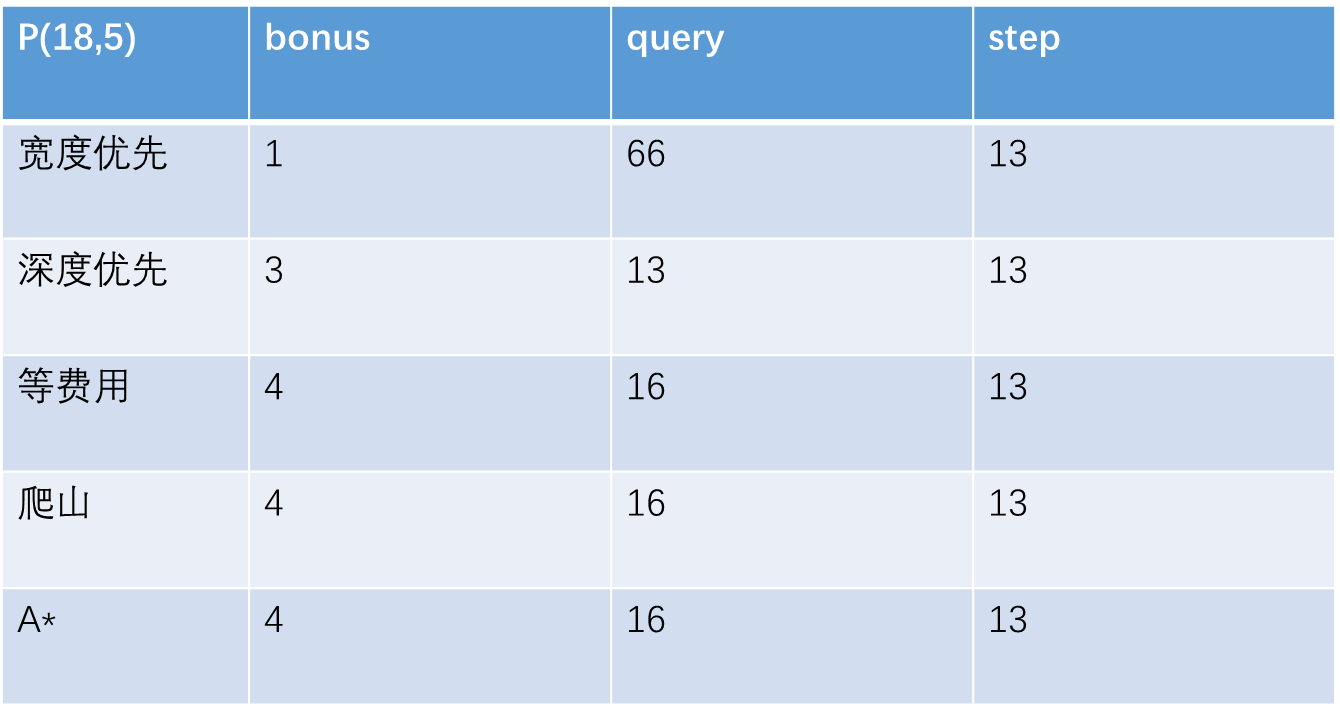 P(18,5) bonus query step
宽度优先 1 66 13
深度优先 3 13 13
等费用 4 16 13
爬山 4 16 13
A* 4 16 13